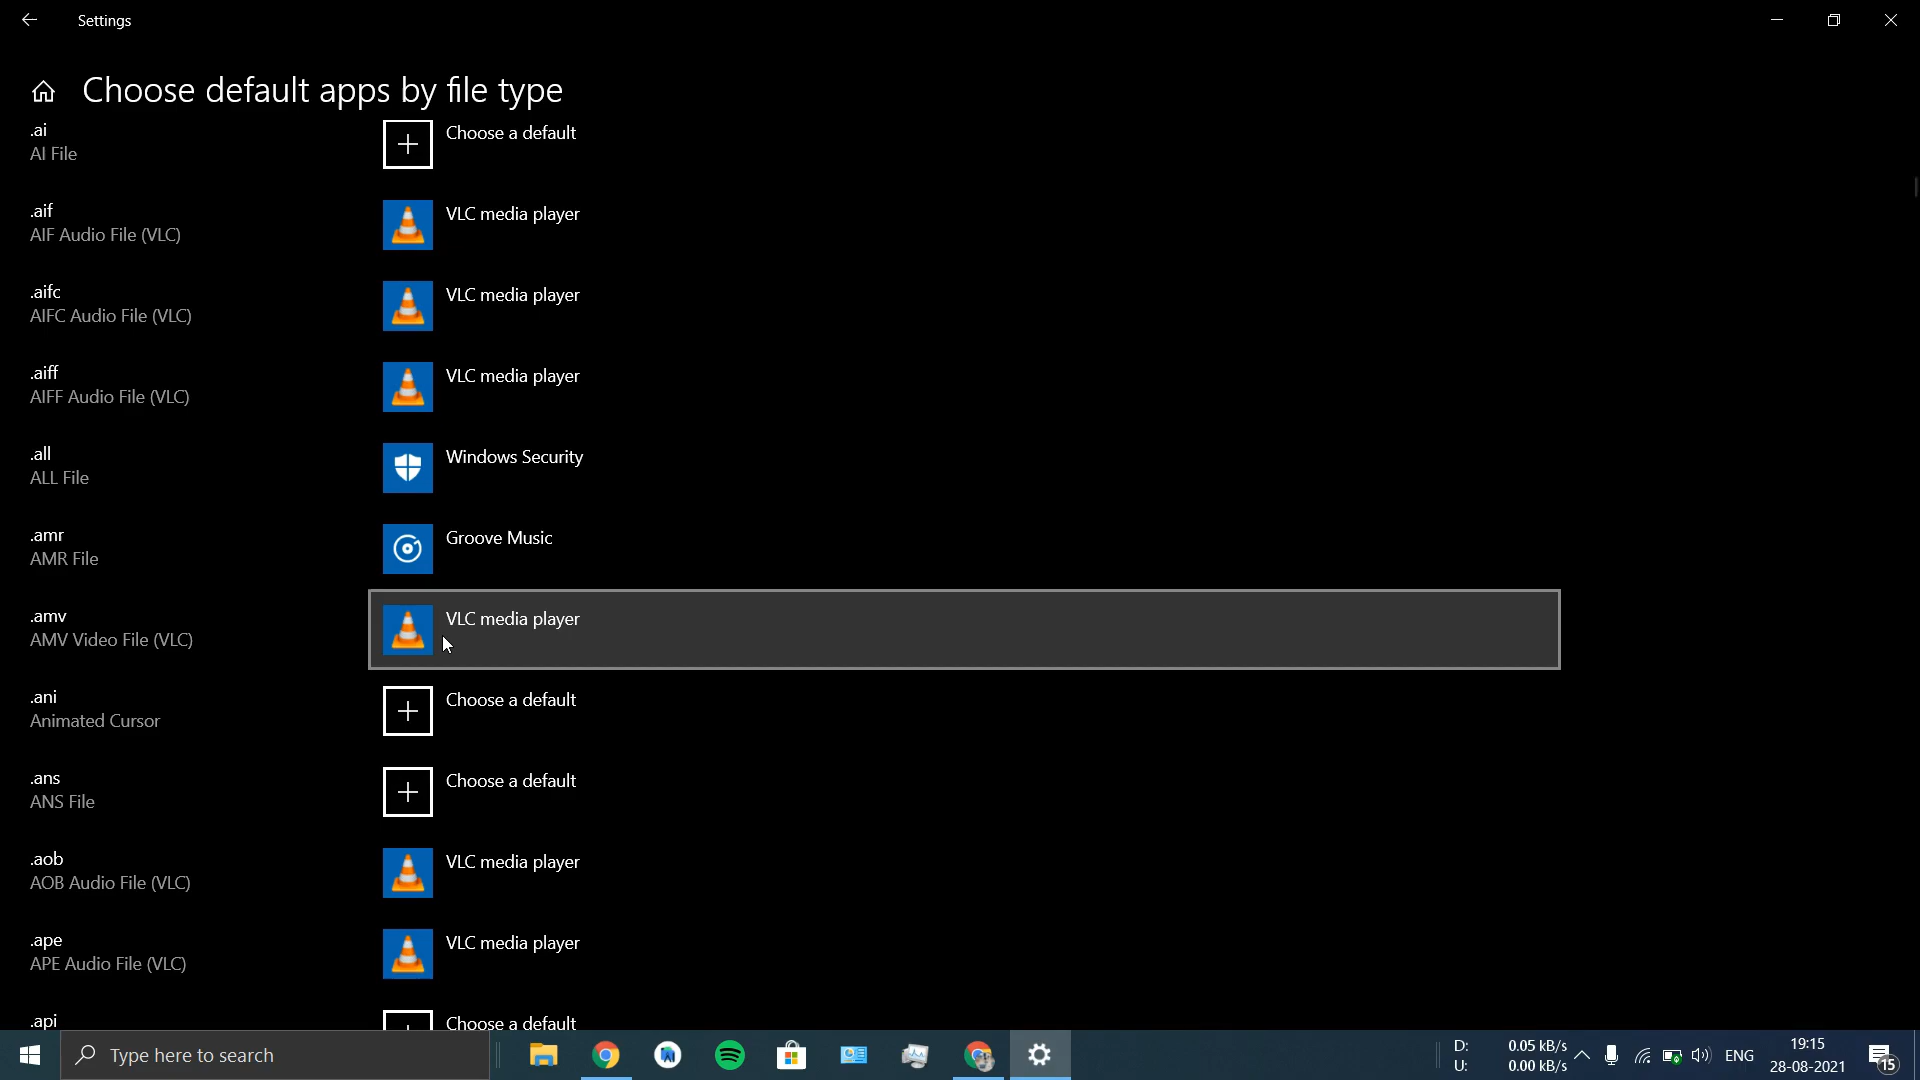 Settings
Choose default apps by file type
.ai
AI File
Choose a default
.aif
AIF Audio File (VLC)
VLC media player
.aifc
AIFC Audio File (VLC)
VLC media player
.aiff
AIFF Audio File (VLC)
VLC media player
.all
ALL File
Windows Security
.amr
AMR File
Groove Music
.amv
AMV Video File (VLC)
VLC media player
.ani
Animated Cursor
Choose a default
.ans
ANS File
Choose a default
.aob
AOB Audio File (VLC)
VLC media player
.ape
APE Audio File (VLC)
VLC media player
.api
Choose a default
Type here to search
D: 0.05 kB/s
U: 0.00 kB/s
ENG
19:15
28-08-2021
15